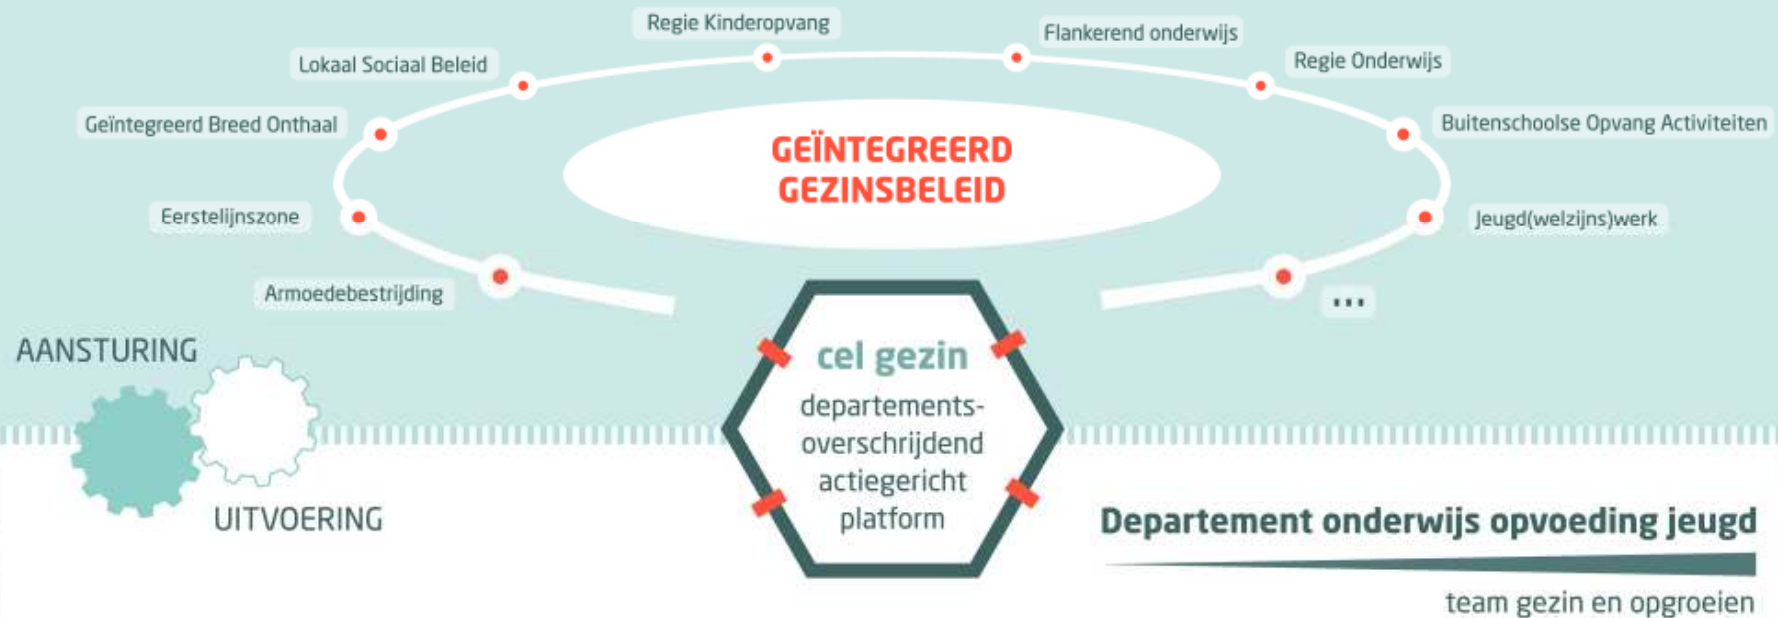 Regie Kinderopvang
Flankerend onderwijs
Lokaal Sociaal Beleid
Regie Onderwijs
Geïntegreerd Breed Onthaal
Buitenschoolse Opvang Activiteiten
GEÏNTEGREERD
GEZINSBELEID
Eerstelijnszone
Jeugd(welzijns)werk
Armoedebestrijding
...
AANSTURING
cel gezin
departements-
overschrijdend
actiegericht
platform
UITVOERING
Departement onderwijs opvoeding jeugd
team gezin en opgroeien